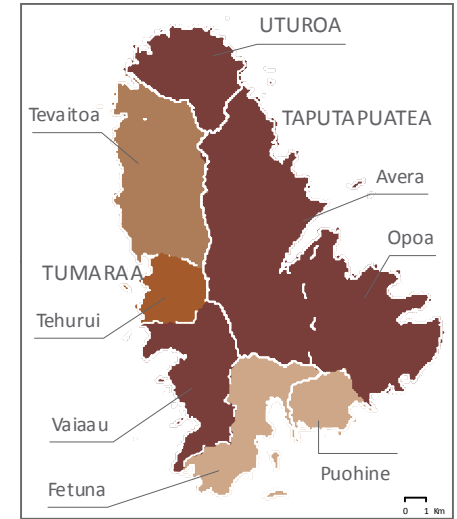 UTUROA
Tevaitoa
TAPUTAPUATEA
Avera
Opoa
TUMARAA
Tehurui
Vaiaau
Puohine
Fetuna
0 1 Km